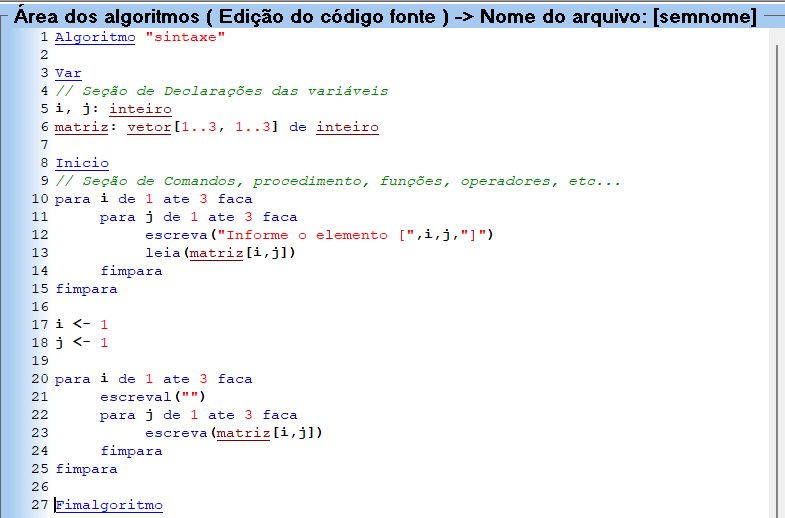 Área dos algoritmos ( Edição do código fonte ) -> Nome do arquivo: [semnome]
1 Algoritmo "sintaxe"
2
3 Var
4 // Seção de Declarações das variáveis
5 i, j: inteiro
6 matriz: vetor[1..3, 1..3] de inteiro
7
8 Inicio
9 // Seção de Comandos, procedimento, funções, operadores, etc...
10 para i de 1 ate 3 faca
11 para j de 1 ate 3 faca
12 escreva("Informe o elemento [",i,j,"]")
13 leia(matriz[i,j])
14 fimpara
15 fimpara
16
17 i <- 1
18 j <- 1
19
20 para i de 1 ate 3 faca
21 escreval("")
22 para j de 1 ate 3 faca
23 escreva(matriz[i,j])
24 fimpara
25 fimpara
26
27 Fimalgoritmo